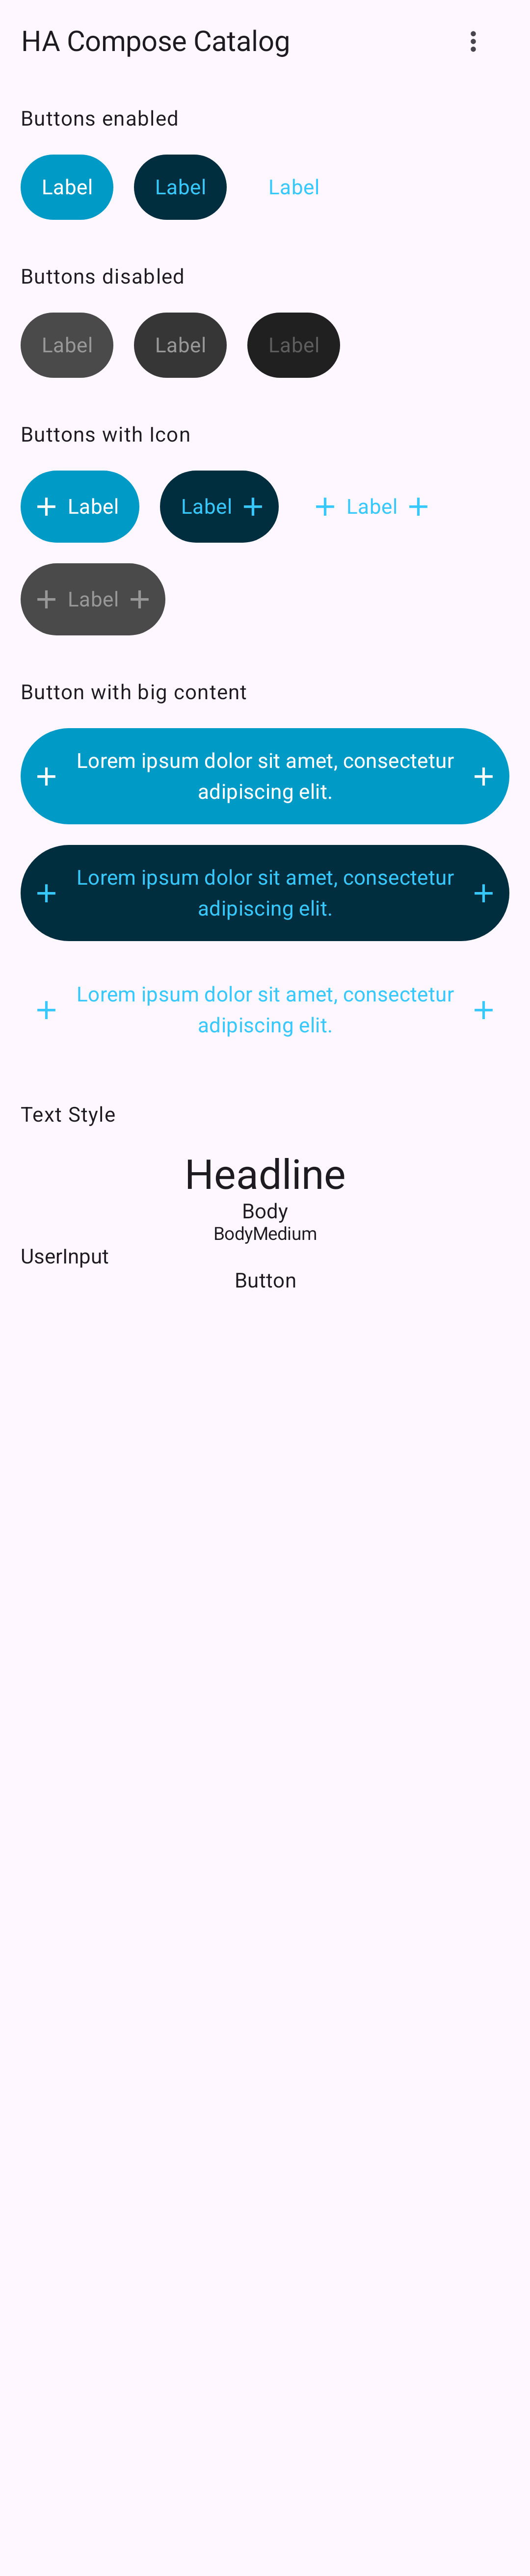 HA Compose Catalog
Buttons enabled
Label Label Label
Buttons disabled
Label Label Label
Buttons with Icon
Label Label Label
Label
Button with big content
Lorem ipsum dolor sit amet, consectetur
adipiscing elit.
Lorem ipsum dolor sit amet, consectetur
adipiscing elit.
Lorem ipsum dolor sit amet, consectetur
adipiscing elit.
Text Style
Headline
Body
BodyMedium
UserInput
Button